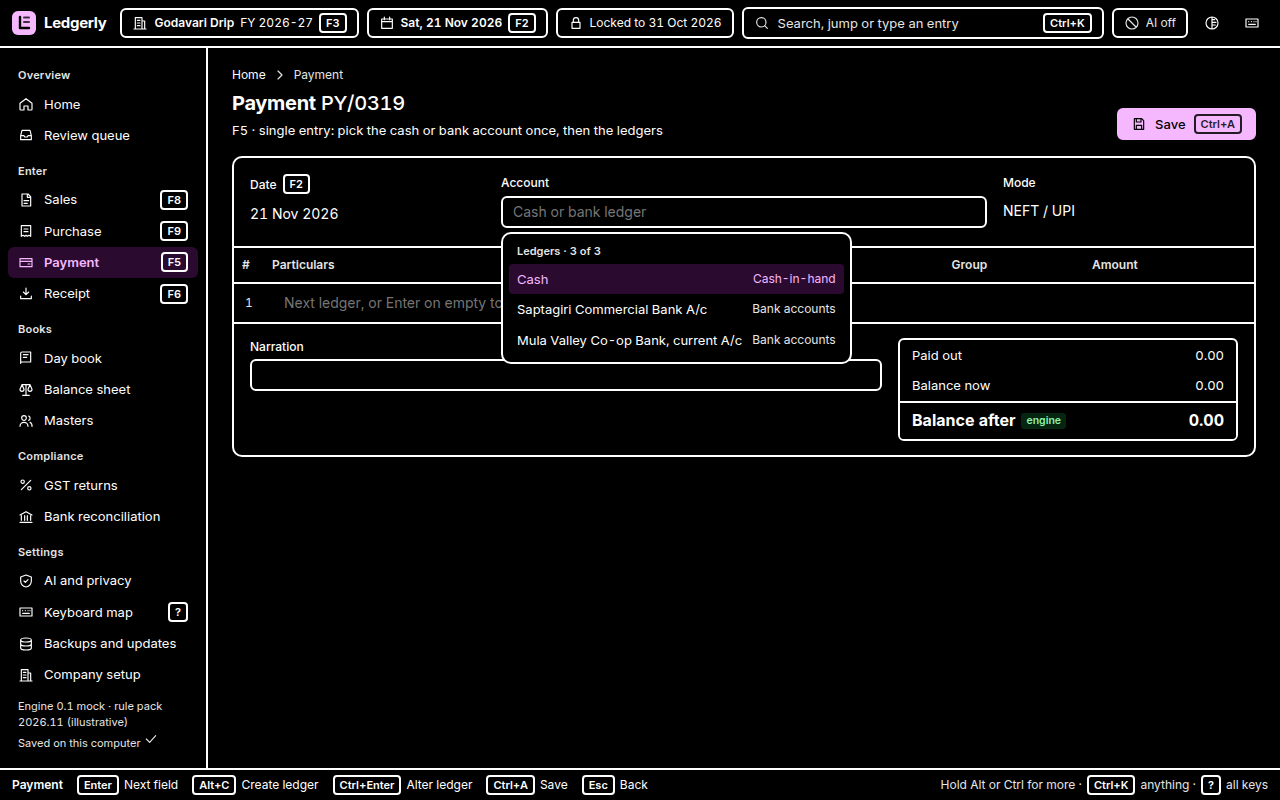 Ledgerly
Godavari Drip FY 2026-27 F3
Sat, 21 Nov 2026 F2
Locked to 31 Oct 2026
Search, jump or type an entry Ctrl+K
AI off
Overview
Home
Review queue
Enter
Sales F8
Purchase F9
Payment F5
Receipt F6
Books
Day book
Balance sheet
Masters
Compliance
GST returns
Bank reconciliation
Settings
AI and privacy
Keyboard map ?
Backups and updates
Company setup
Engine 0.1 mock · rule pack
2026.11 (illustrative)
Saved on this computer
Home Payment
Payment PY/0319
F5 · single entry: pick the cash or bank account once, then the ledgers
Save Ctrl+A
Date F2
21 Nov 2026
Account
Cash or bank ledger
Mode
NEFT / UPI
Ledgers · 3 of 3
Cash Cash-in-hand
Saptagiri Commercial Bank A/c Bank accounts
Mula Valley Co-op Bank, current A/c Bank accounts
# Particulars Group Amount
1 Next ledger, or Enter on empty to
Narration
Paid out 0.00
Balance now 0.00
Balance after engine 0.00
Payment Enter Next field Alt+C Create ledger Ctrl+Enter Alter ledger Ctrl+A Save Esc Back
Hold Alt or Ctrl for more · Ctrl+K anything · ? all keys